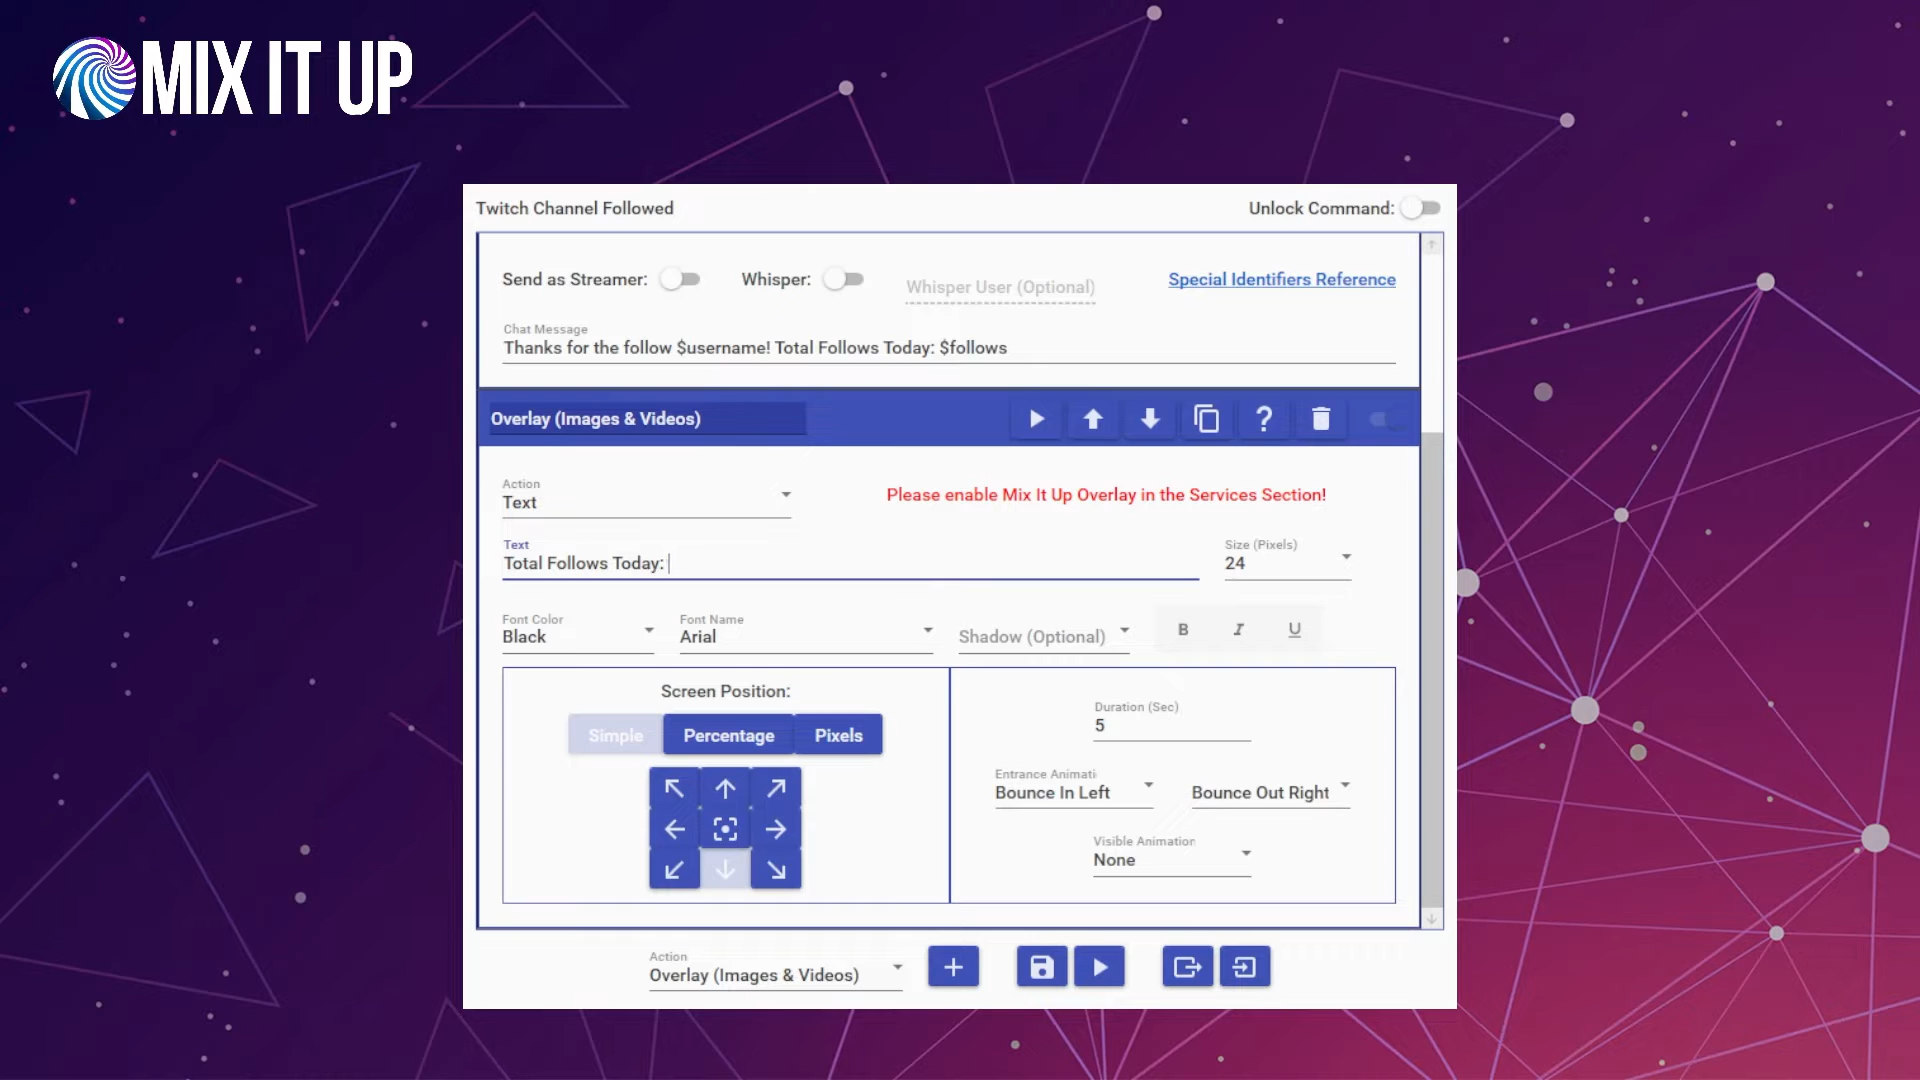 MIX IT UP
Twitch Channel Followed
Unlock Command:
Send as Streamer:
Whisper:
Whisper User (Optional)
Special Identifiers Reference
Chat Message
Thanks for the follow $username! Total Follows Today: $follows
Overlay (Images & Videos)
?
Action
Text
Please enable Mix It Up Overlay in the Services Section!
Text
Total Follows Today:
Size (Pixels)
24
Font Color
Black
Font Name
Arial
Shadow (Optional)
B
I
U
Screen Position:
Simple
Percentage
Pixels
Duration (Sec)
5
Entrance Animati
Bounce In Left
Bounce Out Right
Visible Animation
None
Action
Overlay (Images & Videos)